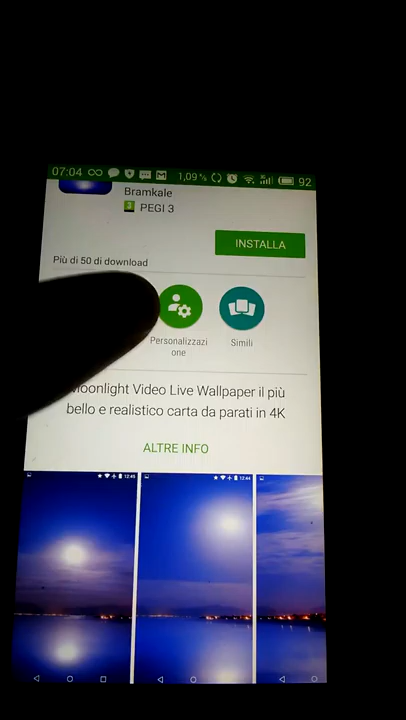 07:04 1,09% 92
Bramkale
3 PEGI 3
INSTALLA
Più di 50 di download
Personalizzazi
one
Simili
Moonlight Video Live Wallpaper il più
bello e realistico carta da parati in 4K
ALTRE INFO
12:45
12:44